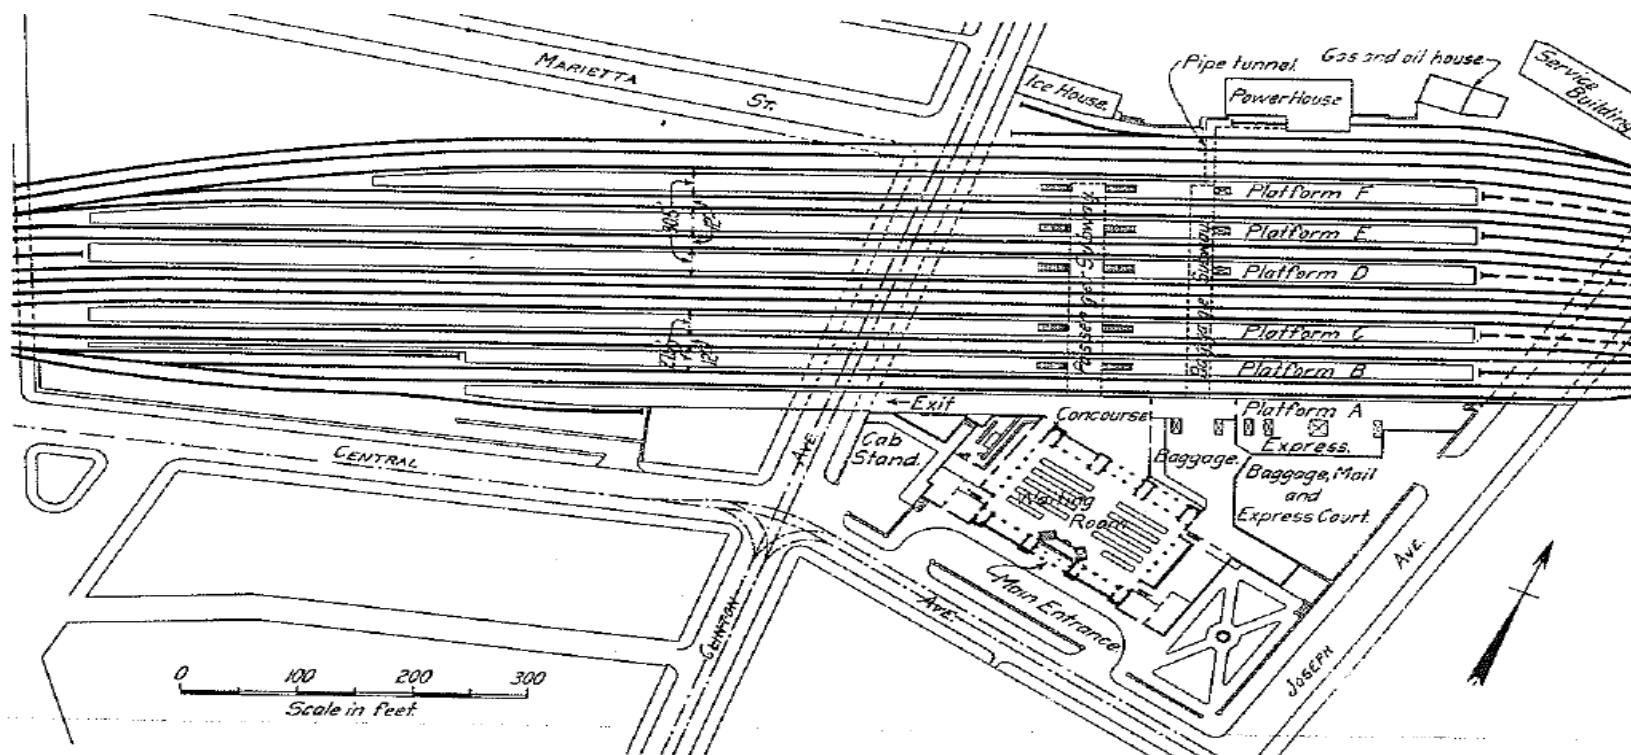 MARIETTA
ST.
Ice House.
Pipe tunnel.
Gas and oil house
Power House
Service
Building
Platform F
Platform E
Platform D
Platform C
Platform B
Platform A
Passenger Subway
Baggage Subway
Exit
Concourse
Cab
Stand.
Express.
Baggage.
Baggage, Mail
and
Express Court.
Waiting
Room
Main Entrance
CENTRAL
AVE.
CLINTON
AVE.
JOSEPH
AVE.
0 100 200 300
Scale in feet.